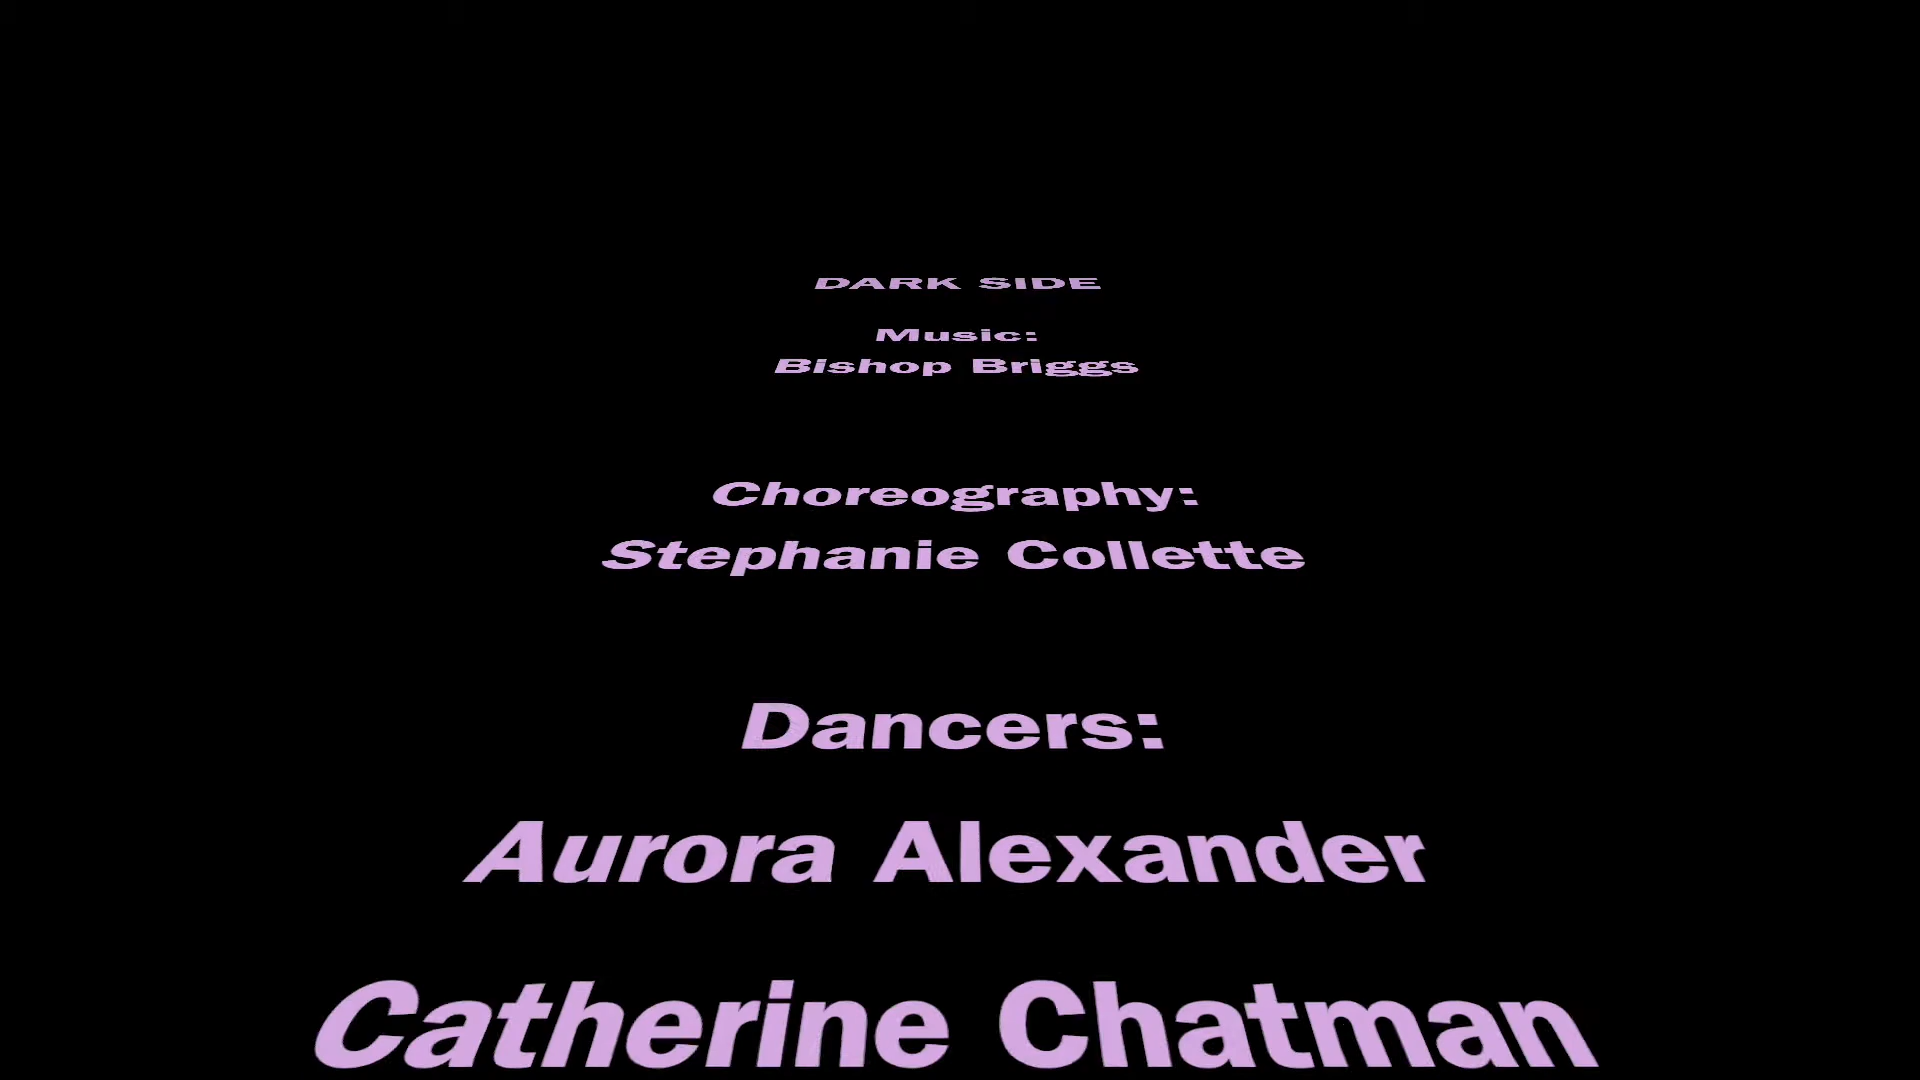 DARK SIDE
Music:
Bishop Briggs
Choreography:
Stephanie Collette
Dancers:
Aurora Alexander
Catherine Chatman